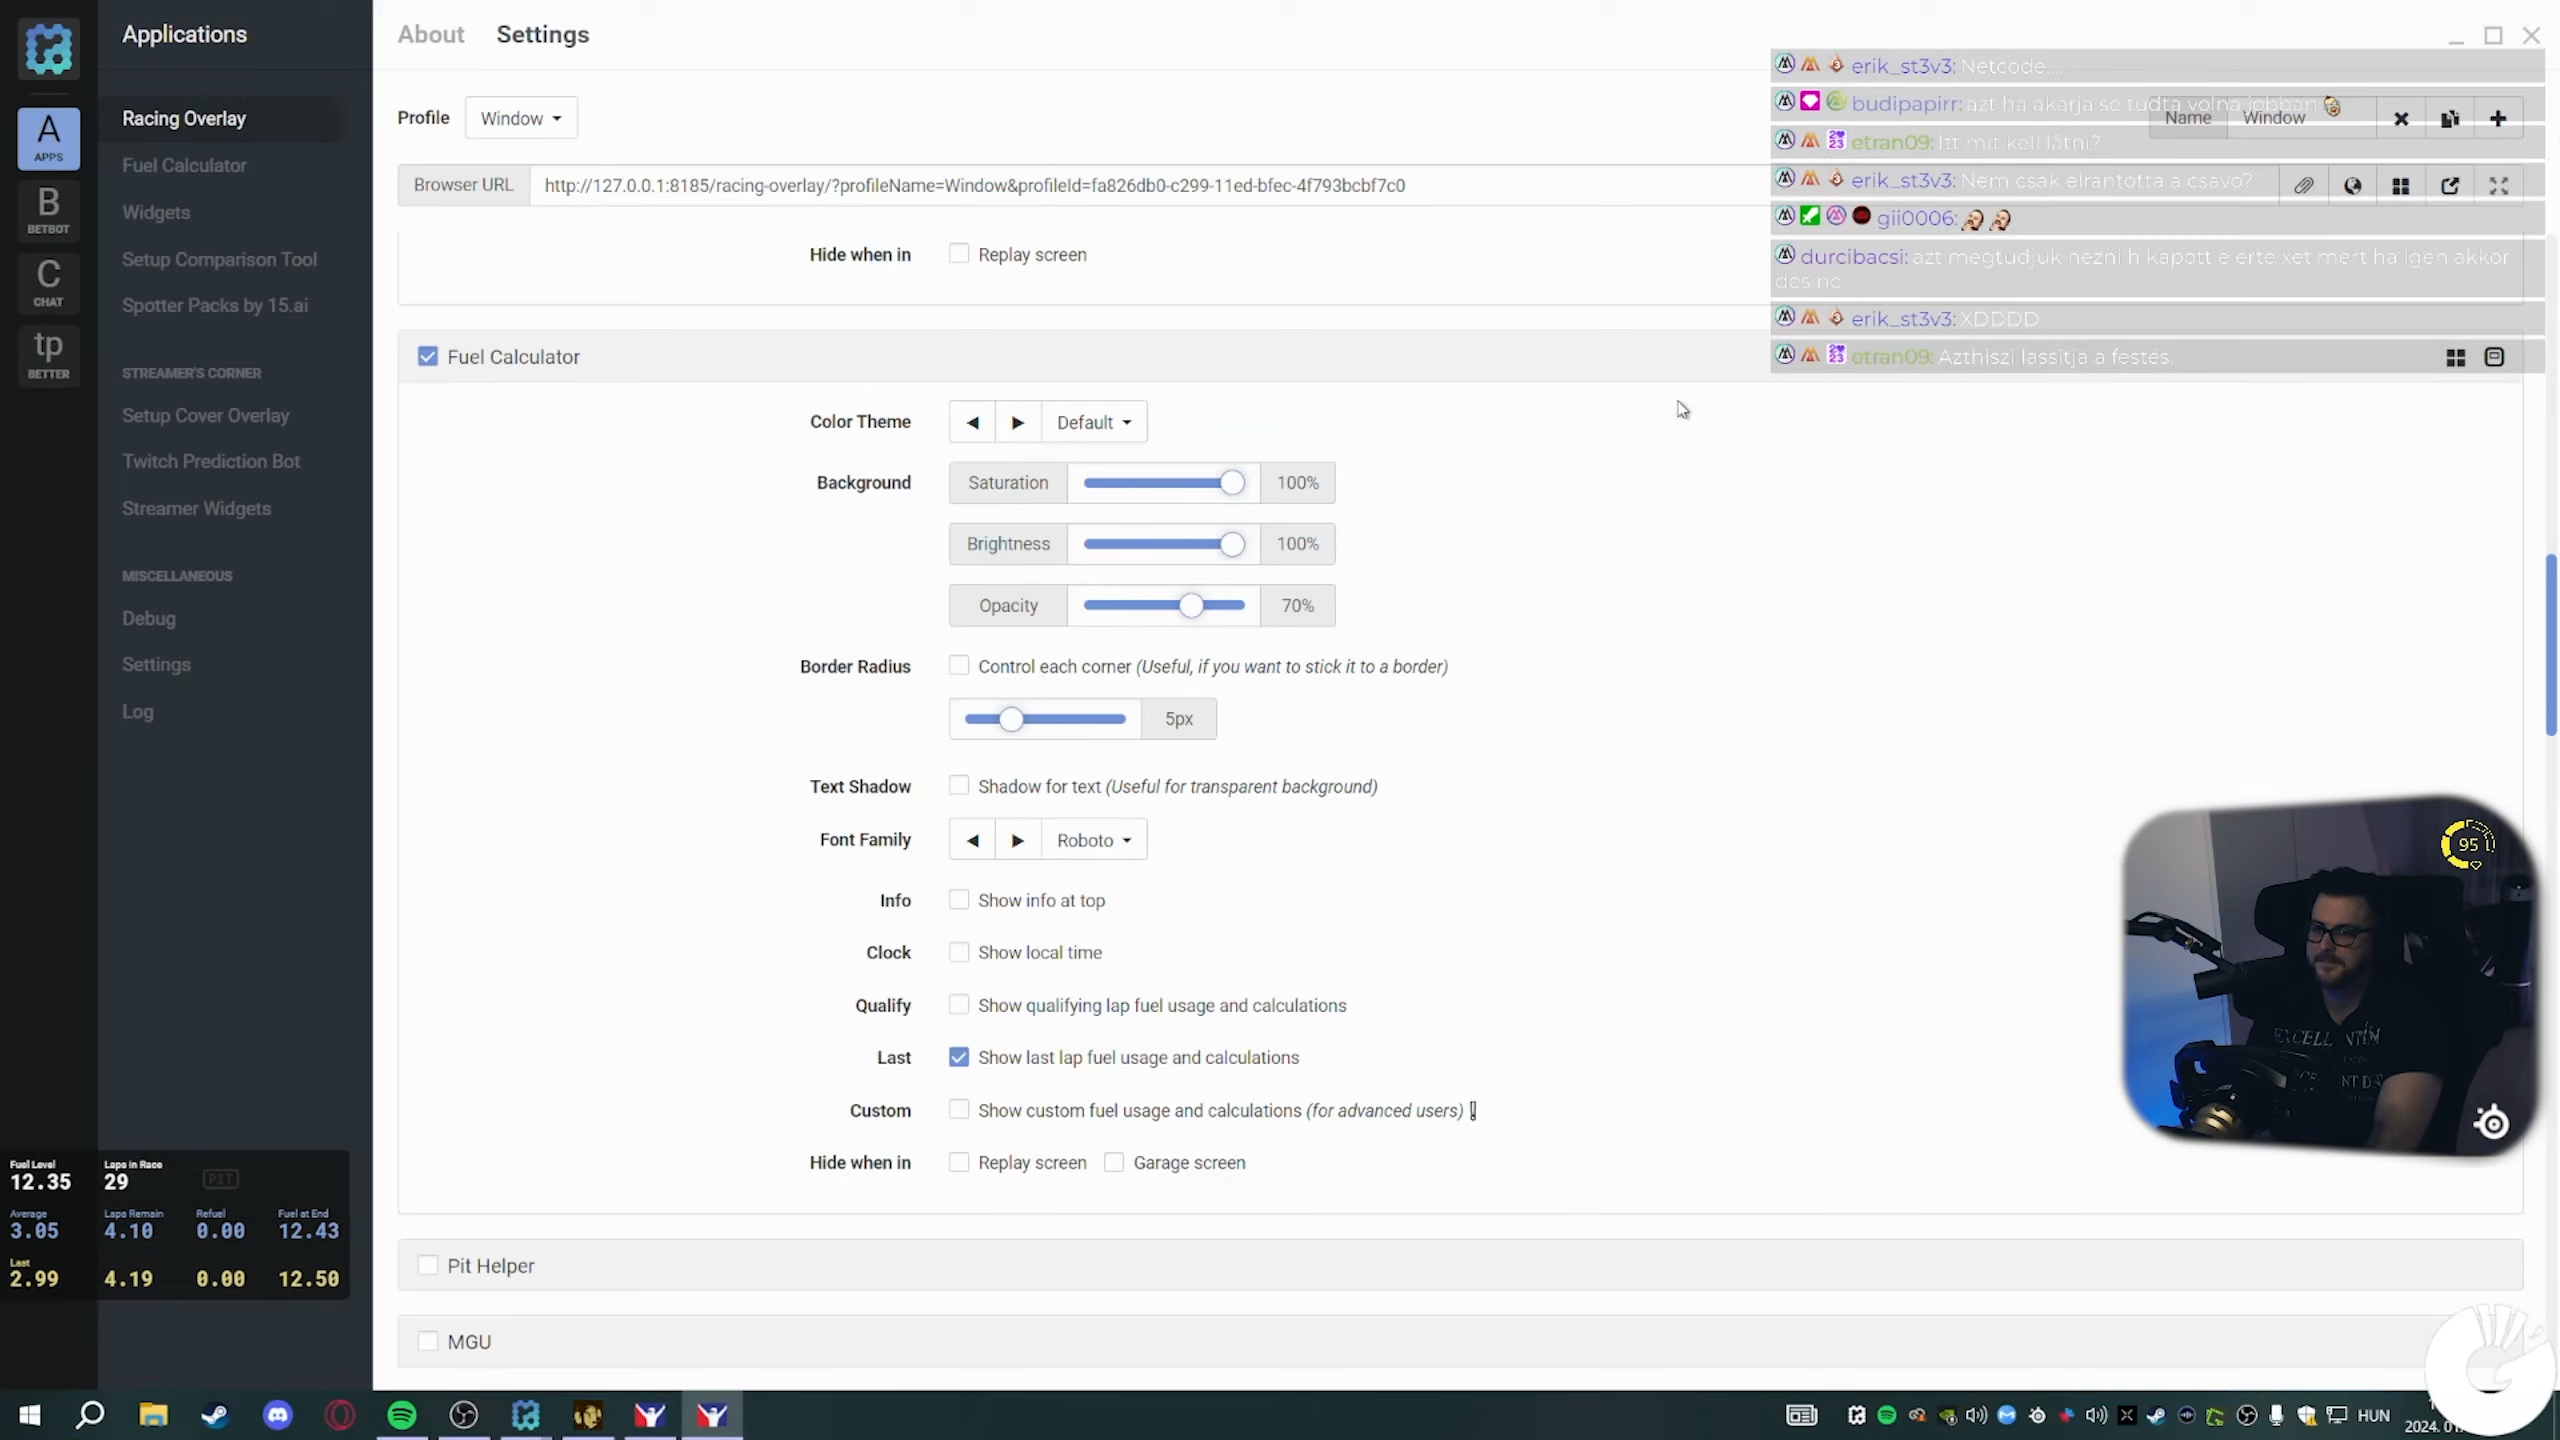 Applications
About
Settings
A
APPS
B
BETBOT
C
CHAT
tp
BETTER
Racing Overlay
Fuel Calculator
Widgets
Setup Comparison Tool
Spotter Packs by 15.ai
STREAMER'S CORNER
Setup Cover Overlay
Twitch Prediction Bot
Streamer Widgets
MISCELLANEOUS
Debug
Settings
Log
Profile
Window
Name
Window
Browser URL
http://127.0.0.1:8185/racing-overlay/?profileName=Window&profileId=fa826db0-c299-11ed-bfec-4f793bcbf7c0
Hide when in
Replay screen
erik_st3v3: Netcode....
budipapirr: azt ha akarja se tudta volna jobban
etran09: Itt mit kell látni?
erik_st3v3: Nem csak elrántotta a csávó?
gii0006:
durcibacsi: azt megtudjuk nézni h kapott e érte xet mert ha igen akkor
des nc
erik_st3v3: XDDDD
etran09: Azthiszi lassítja a festés.
Fuel Calculator
Color Theme
Default
Background
Saturation
100%
Brightness
100%
Opacity
70%
Border Radius
Control each corner (Useful, if you want to stick it to a border)
5px
Text Shadow
Shadow for text (Useful for transparent background)
Font Family
Roboto
Info
Show info at top
Clock
Show local time
Qualify
Show qualifying lap fuel usage and calculations
Last
Show last lap fuel usage and calculations
Custom
Show custom fuel usage and calculations (for advanced users)
Hide when in
Replay screen
Garage screen
Pit Helper
MGU
Fuel Level
12.35
Laps in Race
29
PIT
Average
3.05
Laps Remain
4.10
Refuel
0.00
Fuel at End
12.43
Last
2.99
4.19
0.00
12.50
95
HUN
2024. 01.